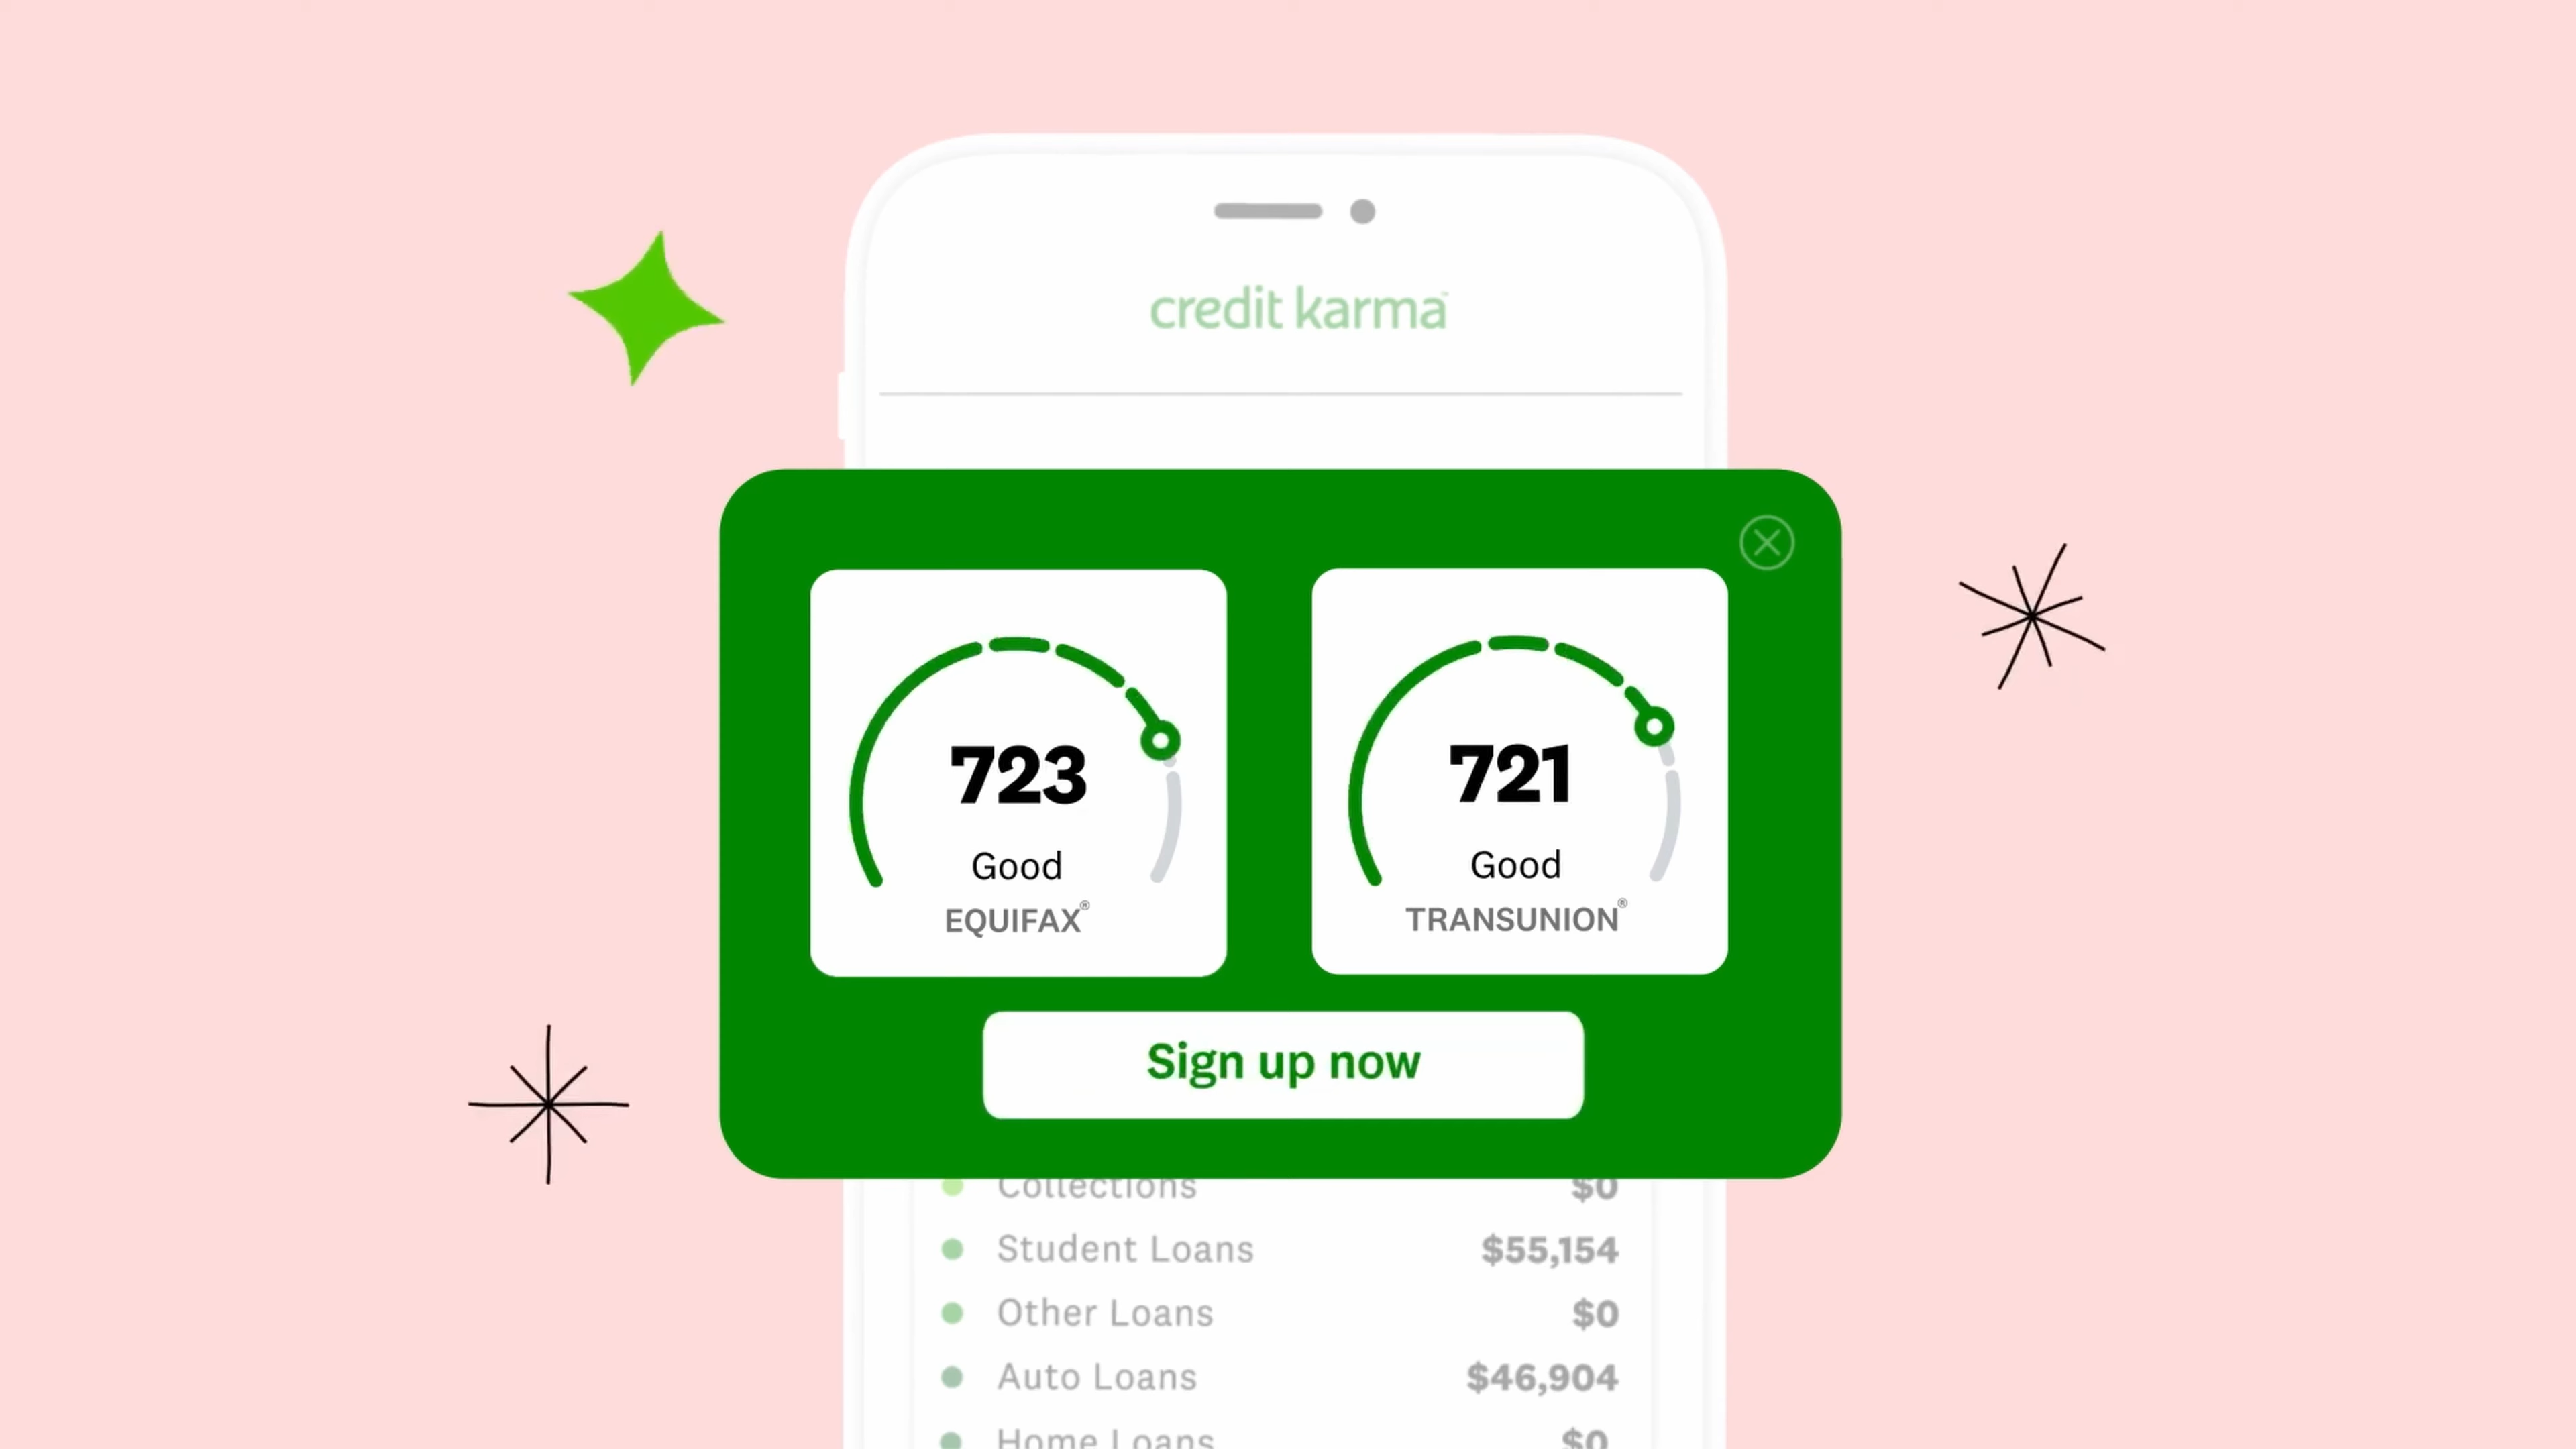 credit karma™
723
Good
EQUIFAX®
721
Good
TRANSUNION®
Sign up now
Collections $0
Student Loans $55,154
Other Loans $0
Auto Loans $46,904
Home Loans $0